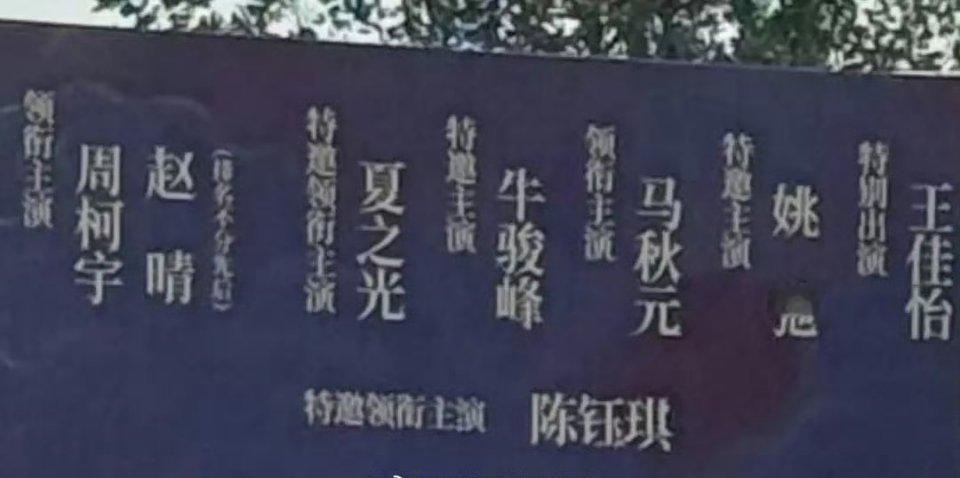 领衔主演
周柯宇
赵晴
(排名不分先后)
特邀领衔主演
夏之光
特邀主演
牛骏峰
领衔主演
马秋元
特邀主演
姚
特别出演
王佳怡
特邀领衔主演 陈钰琪